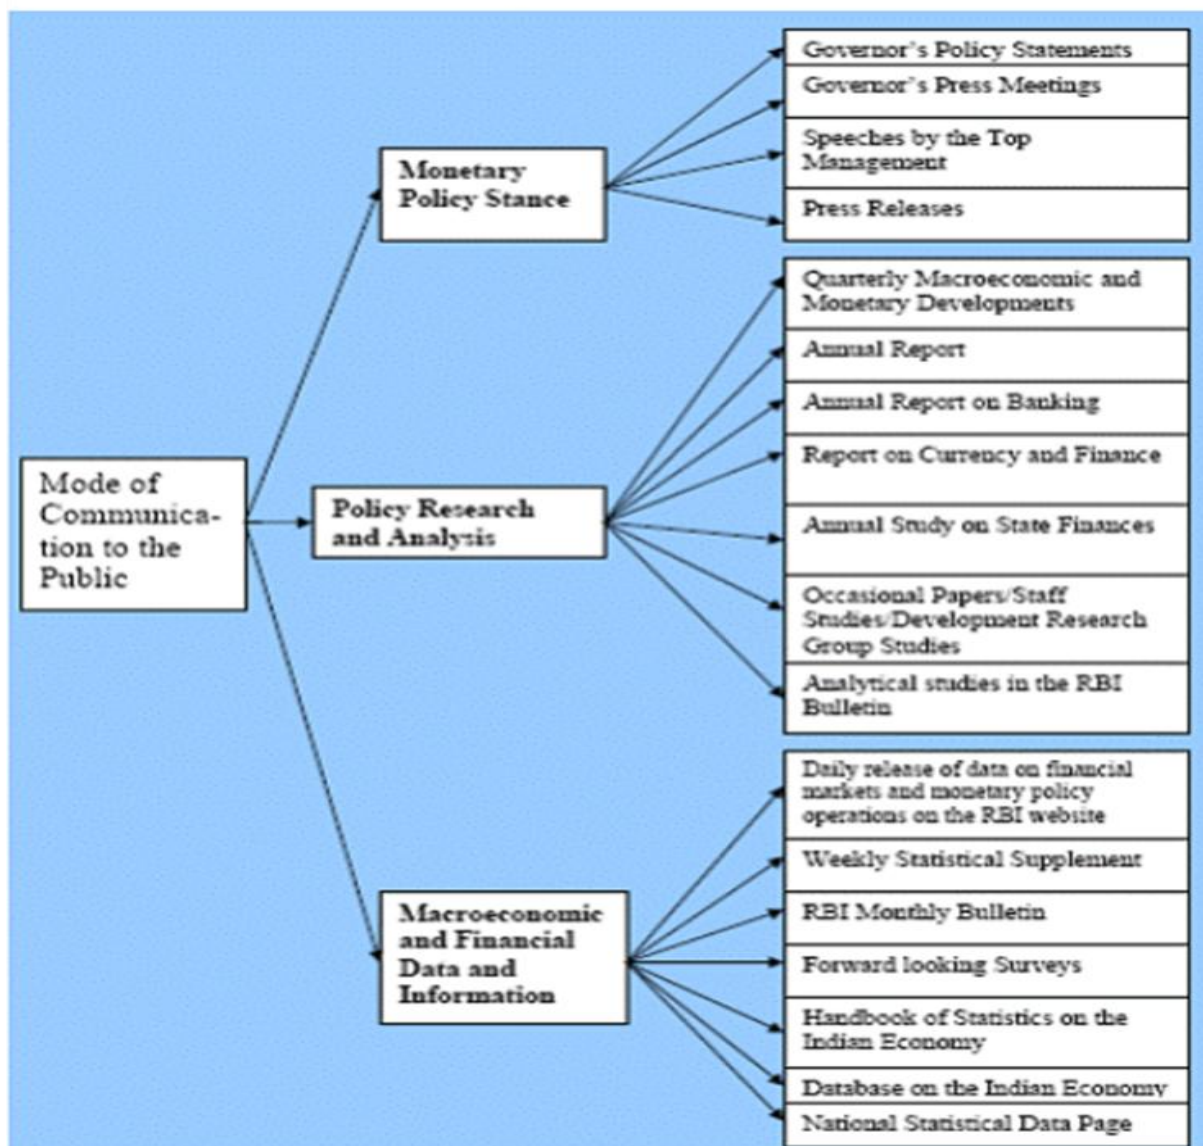 Mode of
Communica-
tion to the
Public
Monetary
Policy Stance
Governor's Policy Statements
Governor's Press Meetings
Speeches by the Top
Management
Press Releases
Policy Research
and Analysis
Quarterly Macroeconomic and
Monetary Developments
Annual Report
Annual Report on Banking
Report on Currency and Finance
Annual Study on State Finances
Occasional Papers/Staff
Studies/Development Research
Group Studies
Analytical studies in the RBI
Bulletin
Macroeconomic
and Financial
Data and
Information
Daily release of data on financial
markets and monetary policy
operations on the RBI website
Weekly Statistical Supplement
RBI Monthly Bulletin
Forward looking Surveys
Handbook of Statistics on the
Indian Economy
Database on the Indian Economy
National Statistical Data Page